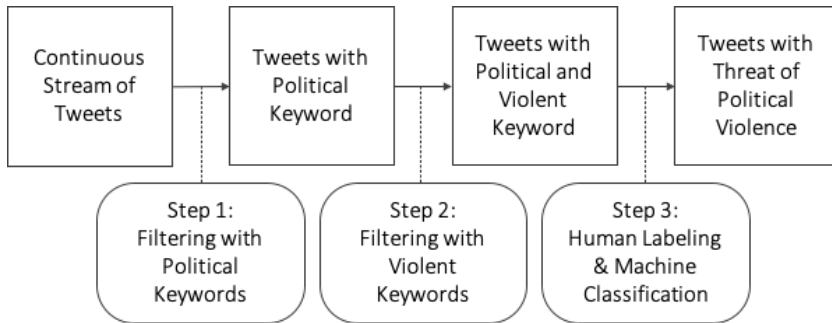 Continuous
Stream of
Tweets
Tweets with
Political
Keyword
Tweets with
Political and
Violent
Keyword
Tweets with
Threat of
Political
Violence
Step 1:
Filtering with
Political
Keywords
Step 2:
Filtering with
Violent
Keywords
Step 3:
Human Labeling
& Machine
Classification